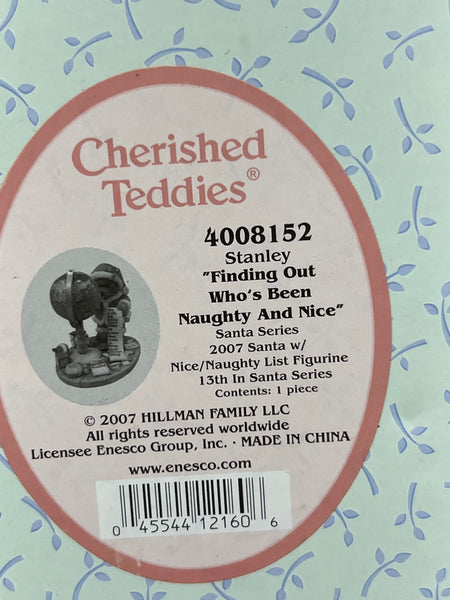 Cherished
Teddies®
4008152
Stanley
"Finding Out
Who's Been
Naughty And Nice"
Santa Series
2007 Santa w/
Nice/Naughty List Figurine
13th In Santa Series
Contents: 1 piece
© 2007 HILLMAN FAMILY LLC
All rights reserved worldwide
Licensee Enesco Group, Inc. · MADE IN CHINA
www.enesco.com
0 45544 12160 6